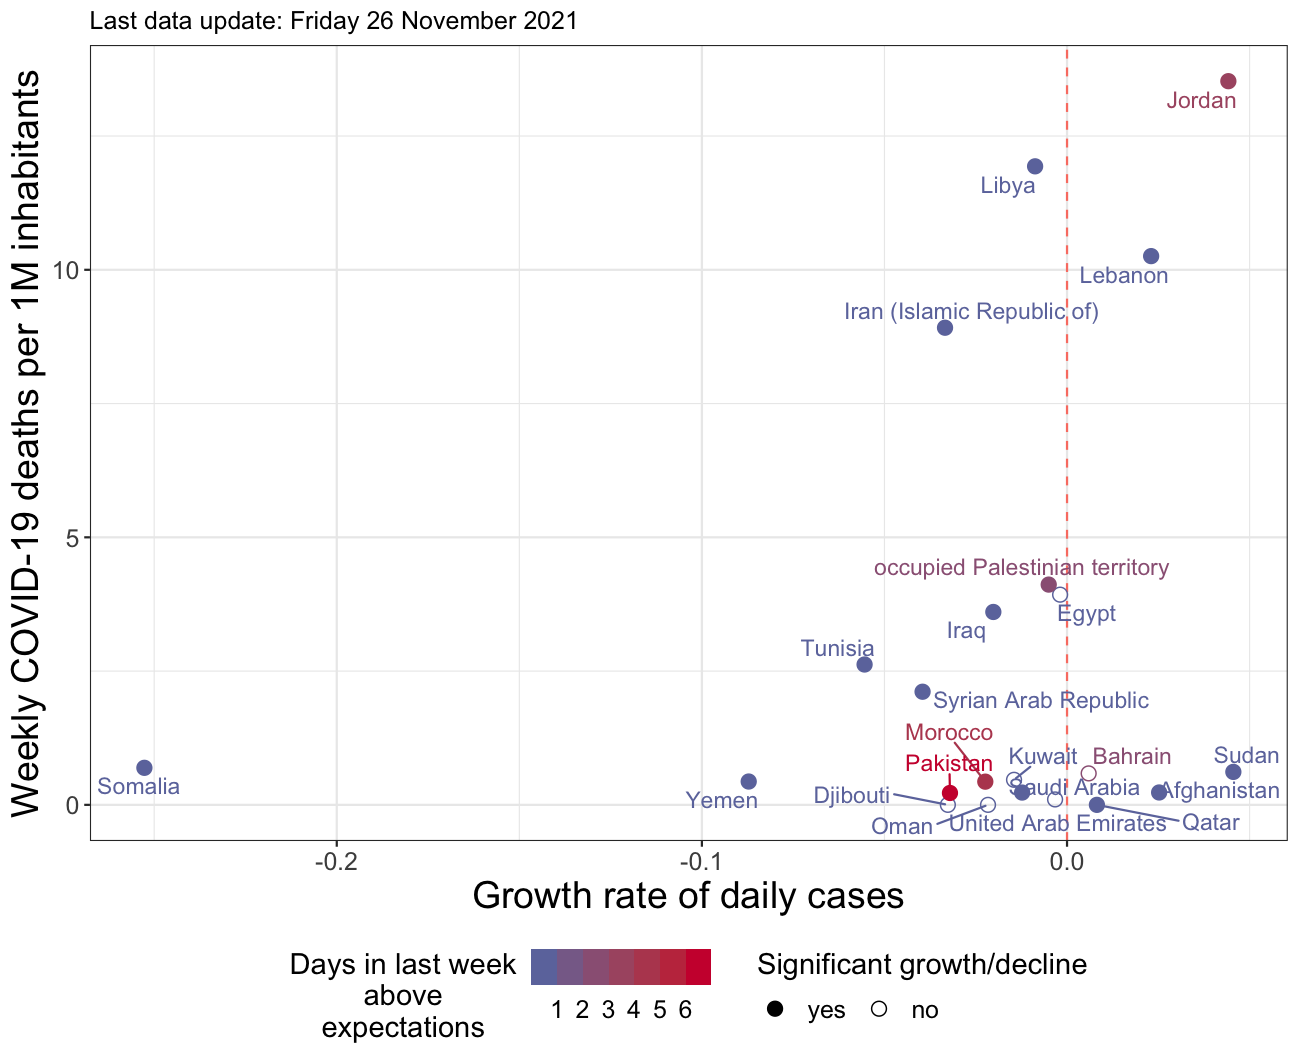 Last data update: Friday 26 November 2021
Weekly COVID-19 deaths per 1M inhabitants
Jordan
Libya
10
Lebanon
Iran (Islamic Republic of)
5
occupied Palestinian territory
Egypt
Iraq
Tunisia
Syrian Arab Republic
Morocco
Kuwait
Bahrain
Sudan
Pakistan
Somalia
Saudi Arabia
Afghanistan
Yemen
Djibouti
0
Oman
United Arab Emirates
Qatar
-0.2
-0.1
0.0
Growth rate of daily cases
Days in last week
above
expectations
1 2 3 4 5 6
Significant growth/decline
yes
no